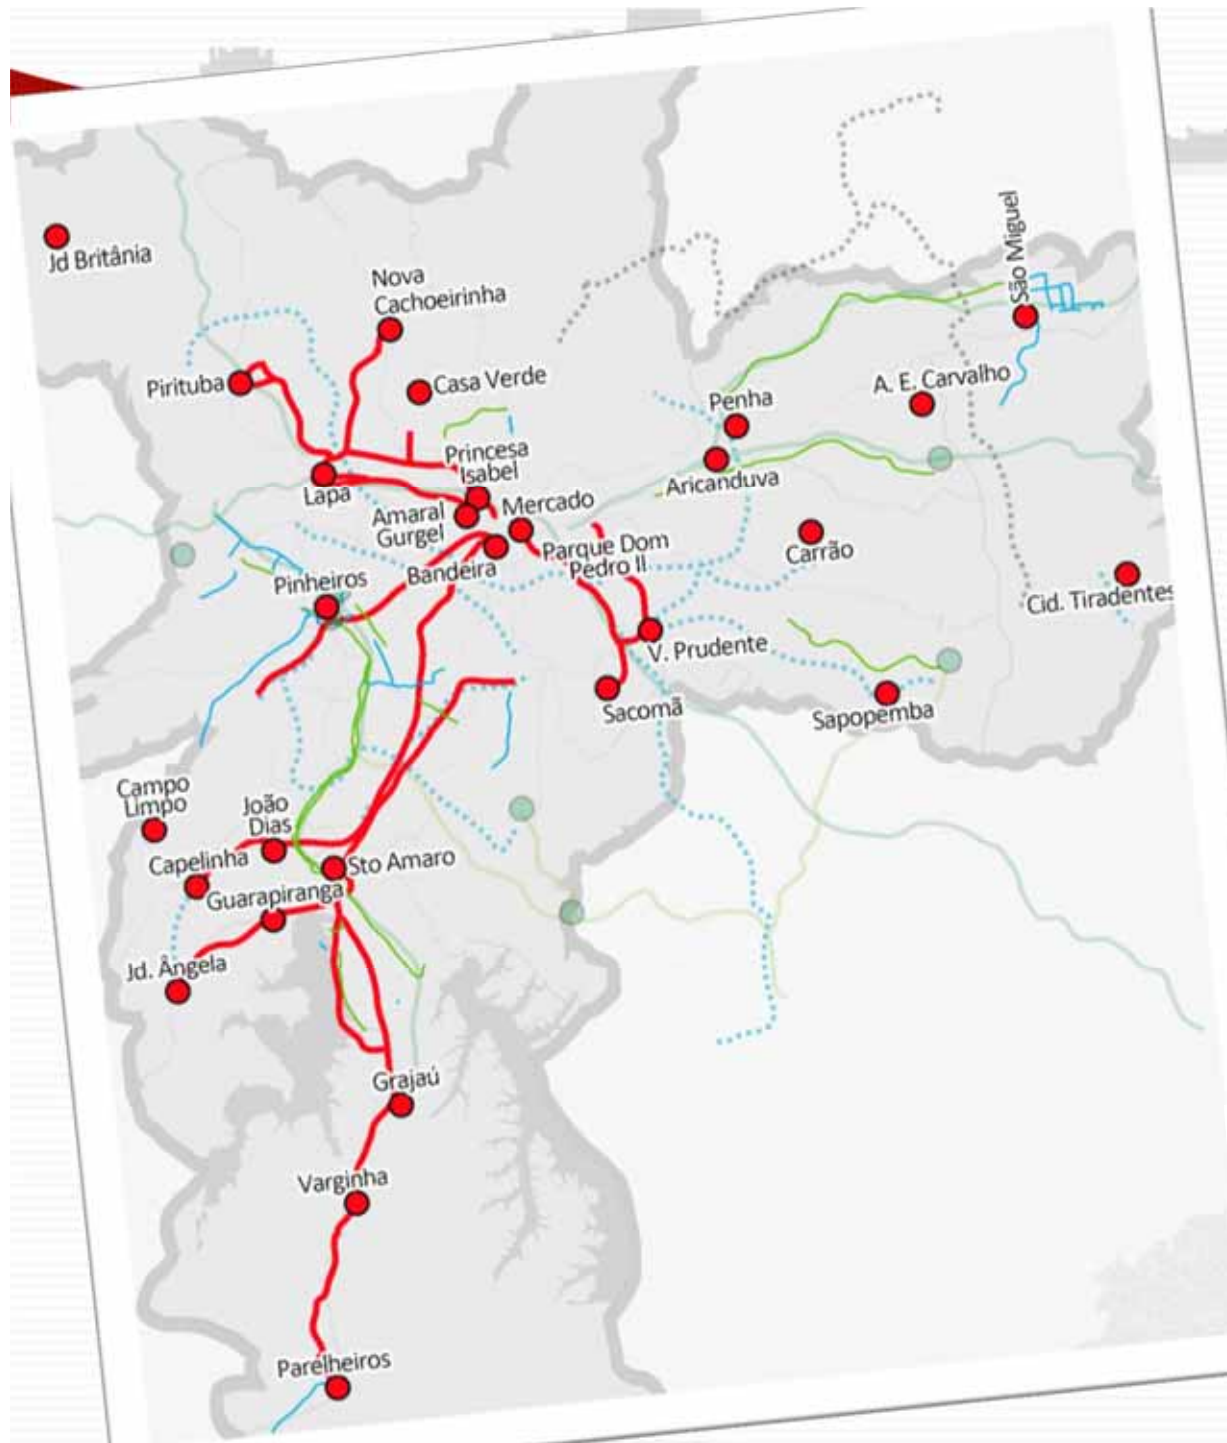 São Miguel
Jd Britânia
Nova
Cachoeirinha
Pirituba
Casa Verde
A. E. Carvalho
Penha
Princesa
Isabel
Lapa
Aricanduva
Mercado
Amaral
Gurgel
Parque Dom
Pedro II
Carrão
Bandeira
Pinheiros
Cid. Tiradentes
V. Prudente
Sacomã
Sapopemba
Campo
Limpo
João
Dias
Capelinha
Sto Amaro
Guarapiranga
Jd. Ângela
Grajaú
Varginha
Parelheiros